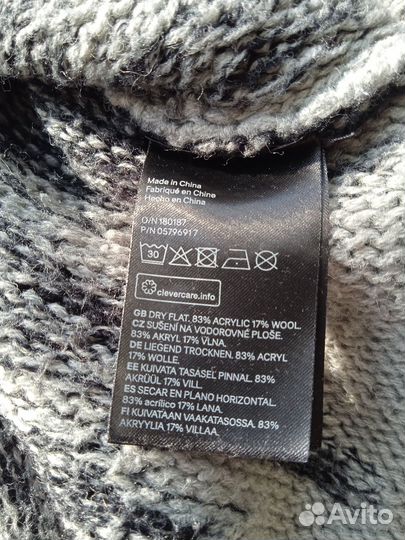 Made in China
Fabriqué en Chine
Hecho en China
O/N 180187
P/N 05796917
30
clevercare.info
GB DRY FLAT. 83% ACRYLIC 17% WOOL.
CZ SUŠENÍ NA VODOROVNÉ PLOŠE.
83% AKRYL 17% VLNA.
DE LIEGEND TROCKNEN. 83% ACRYL
17% WOLLE.
EE KUIVATA TASASEL PINNAL. 83%
AKRÜÜL 17% VILL.
ES SECAR EN PLANO HORIZONTAL.
83% acrílico 17% LANA.
FI KUIVATAAN VAAKATASOSSA. 83%
AKRYYLIA 17% VILLAA.
Avito